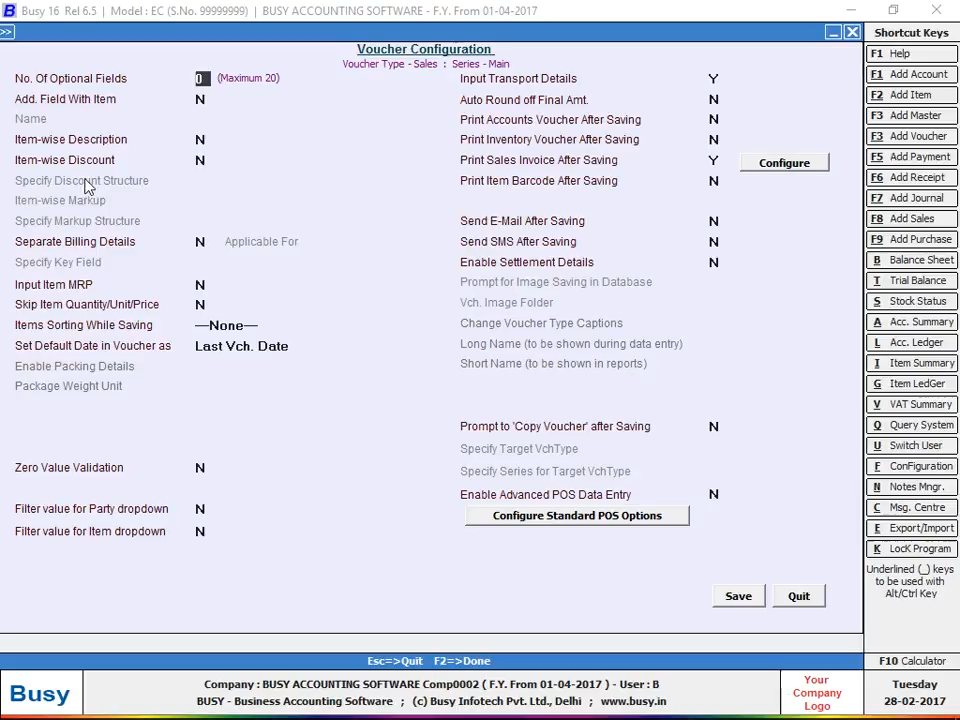 Busy 16 Rel 6.5 | Model : EC (S.No. 99999999) | BUSY ACCOUNTING SOFTWARE - F.Y. From 01-04-2017
>>
Voucher Configuration
Voucher Type - Sales : Series - Main
No. Of Optional Fields 0 (Maximum 20)
Add. Field With Item N
Name
Item-wise Description N
Item-wise Discount N
Specify Discount Structure
Item-wise Markup
Specify Markup Structure
Separate Billing Details N Applicable For
Specify Key Field
Input Item MRP N
Skip Item Quantity/Unit/Price N
Items Sorting While Saving —None—
Set Default Date in Voucher as Last Vch. Date
Enable Packing Details
Package Weight Unit
Zero Value Validation N
Filter value for Party dropdown N
Filter value for Item dropdown N
Input Transport Details Y
Auto Round off Final Amt. N
Print Accounts Voucher After Saving N
Print Inventory Voucher After Saving N
Print Sales Invoice After Saving Y Configure
Print Item Barcode After Saving N
Send E-Mail After Saving N
Send SMS After Saving N
Enable Settlement Details N
Prompt for Image Saving in Database
Vch. Image Folder
Change Voucher Type Captions
Long Name (to be shown during data entry)
Short Name (to be shown in reports)
Prompt to 'Copy Voucher' after Saving N
Specify Target VchType
Specify Series for Target VchType
Enable Advanced POS Data Entry N
Configure Standard POS Options
Save Quit
Shortcut Keys
F1 Help
F1 Add Account
F2 Add Item
F3 Add Master
F3 Add Voucher
F5 Add Payment
F6 Add Receipt
F7 Add Journal
F8 Add Sales
F9 Add Purchase
B Balance Sheet
T Trial Balance
S Stock Status
A Acc. Summary
L Acc. Ledger
I Item Summary
G Item LedGer
V VAT Summary
Q Query System
U Switch User
F ConFiguration
N Notes Mngr.
C Msg. Centre
E Export/Import
K LocK Program
Underlined (_) keys
to be used with
Alt/Ctrl Key
Esc=>Quit F2=>Done
F10 Calculator
Busy
Company : BUSY ACCOUNTING SOFTWARE Comp0002 ( F.Y. From 01-04-2017 ) - User : B
BUSY - Business Accounting Software ; (c) Busy Infotech Pvt. Ltd., Delhi ; www.busy.in
Your
Company
Logo
Tuesday
28-02-2017